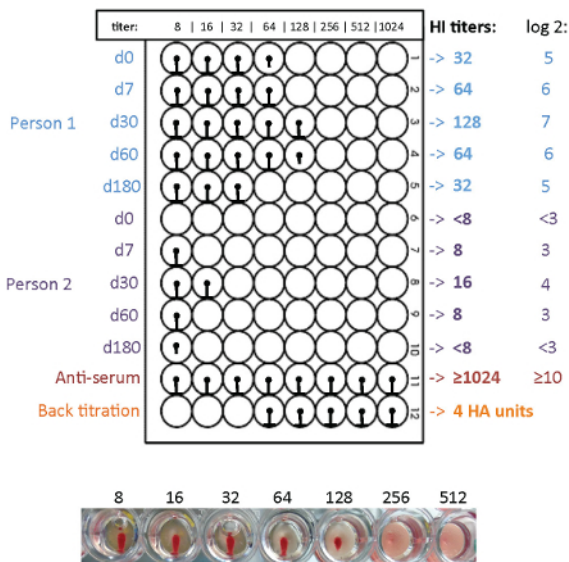 titer: 8 | 16 | 32 | 64 | 128 | 256 | 512 | 1024 HI titers: log 2:
d0 1 -> 32 5
d7 2 -> 64 6
Person 1 d30 3 -> 128 7
d60 4 -> 64 6
d180 5 -> 32 5
d0 6 -> <8 <3
d7 7 -> 8 3
Person 2 d30 8 -> 16 4
d60 9 -> 8 3
d180 10 -> <8 <3
Anti-serum 11 -> ≥1024 ≥10
Back titration 12 -> 4 HA units
8 16 32 64 128 256 512